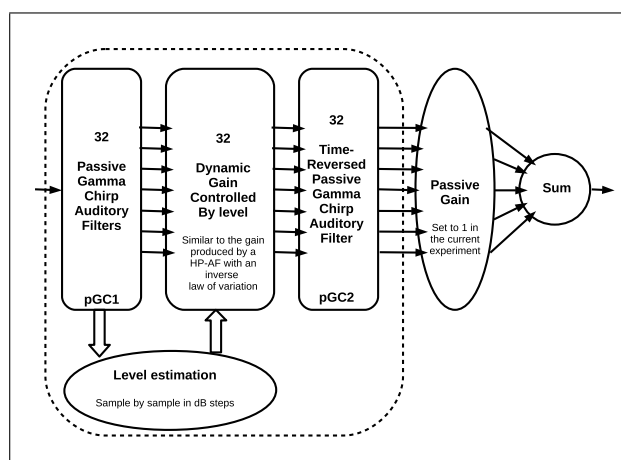 32
Passive
Gamma
Chirp
Auditory
Filters
pGC1
32
Dynamic
Gain
Controlled
By level
Similar to the gain
produced by a
HP-AF with an
inverse
law of variation
32
Time-
Reversed
Passive
Gamma
Chirp
Auditory
Filter
pGC2
Passive
Gain
Set to 1 in
the current
experiment
Sum
Level estimation
Sample by sample in dB steps